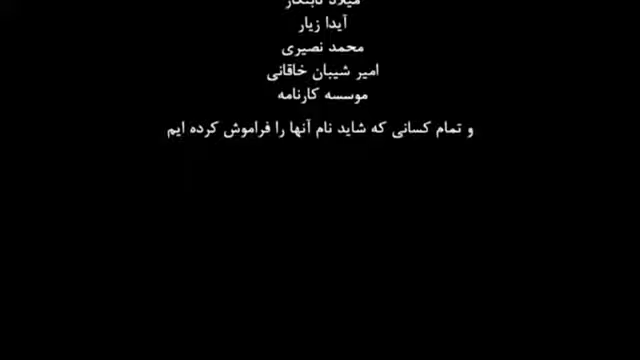 میلاد
آیدا زیار
محمد نصیری
امیر شیبان خاقانی
موسسه کارنامه
و تمام کسانی که شاید نام آنها را فراموش کرده ایم